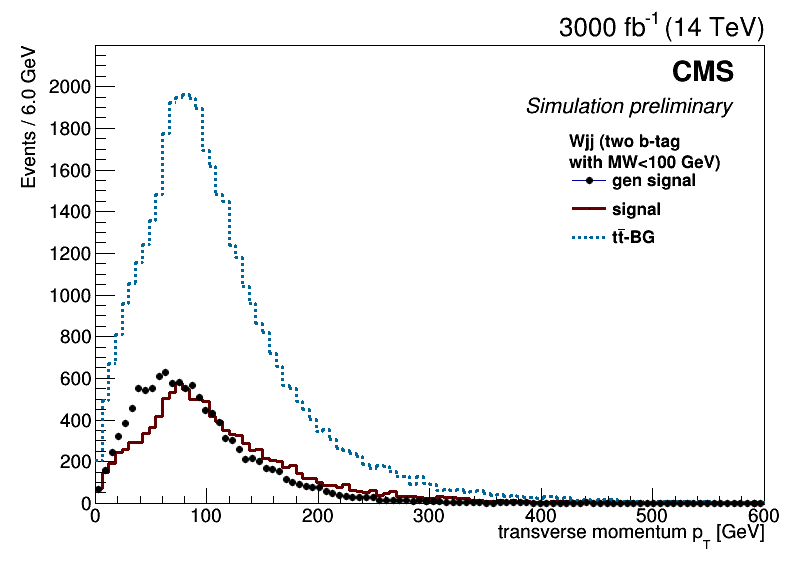 3000 fb-1 (14 TeV)
CMS
Simulation preliminary
Wjj (two b-tag
with MW<100 GeV)
gen signal
signal
tt̄-BG
Events / 6.0 GeV
2000
1800
1600
1400
1200
1000
800
600
400
200
0
0 100 200 300 400 500 600
transverse momentum pT [GeV]